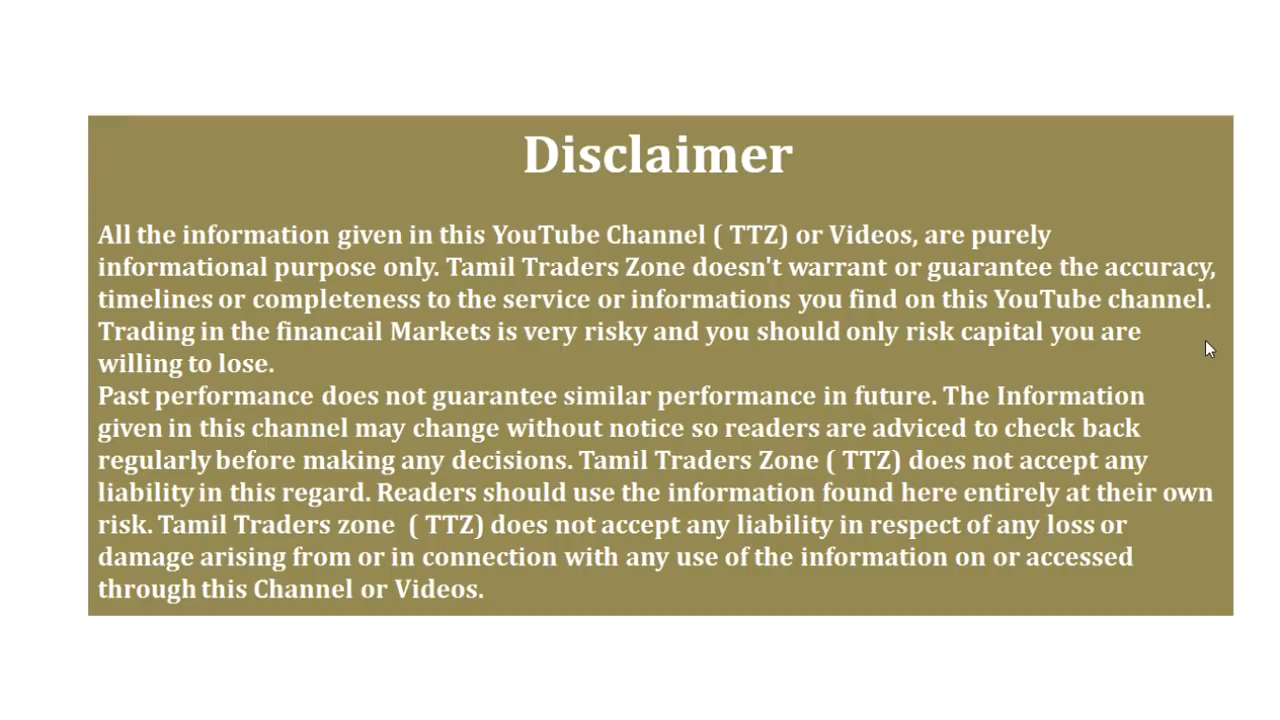 Disclaimer
All the information given in this YouTube Channel ( TTZ) or Videos, are purely
informational purpose only. Tamil Traders Zone doesn't warrant or guarantee the accuracy,
timelines or completeness to the service or informations you find on this YouTube channel.
Trading in the financail Markets is very risky and you should only risk capital you are
willing to lose.
Past performance does not guarantee similar performance in future. The Information
given in this channel may change without notice so readers are adviced to check back
regularly before making any decisions. Tamil Traders Zone ( TTZ) does not accept any
liability in this regard. Readers should use the information found here entirely at their own
risk. Tamil Traders zone  ( TTZ) does not accept any liability in respect of any loss or
damage arising from or in connection with any use of the information on or accessed
through this Channel or Videos.